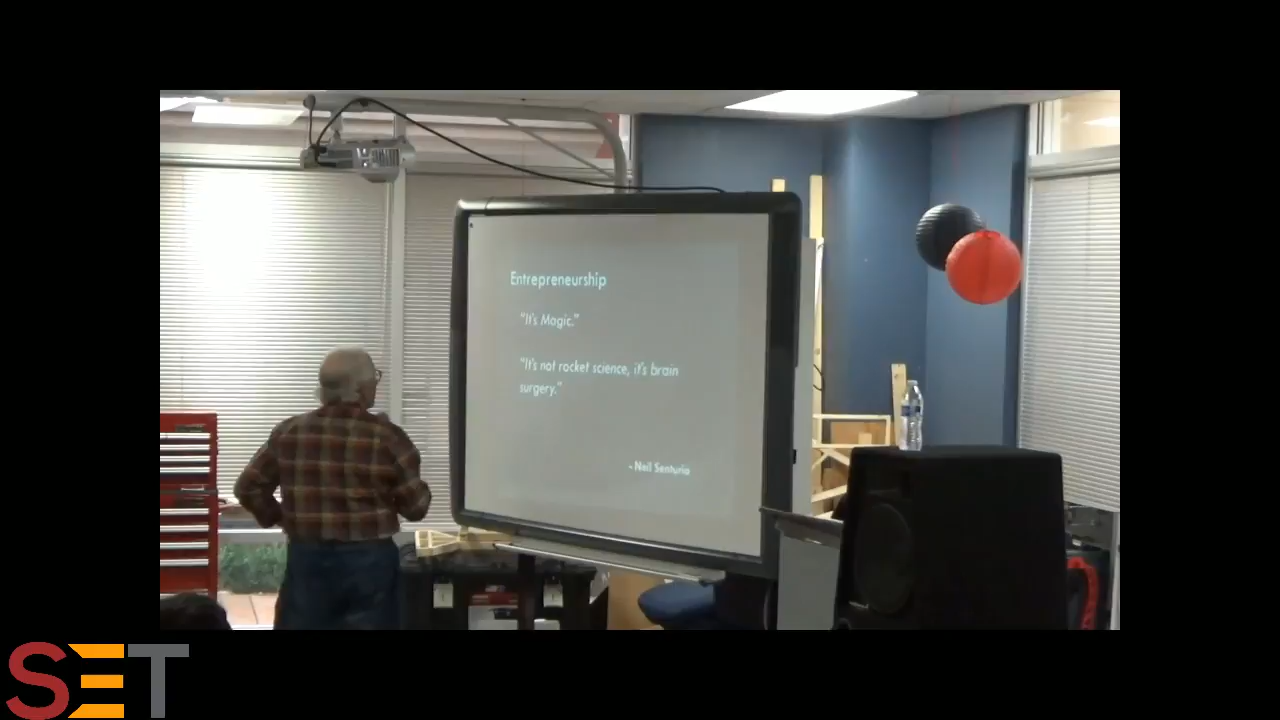 Entrepreneurship
"It's Magic."
"It's not rocket science, it's brain
surgery."
- Neil Senturia
SET